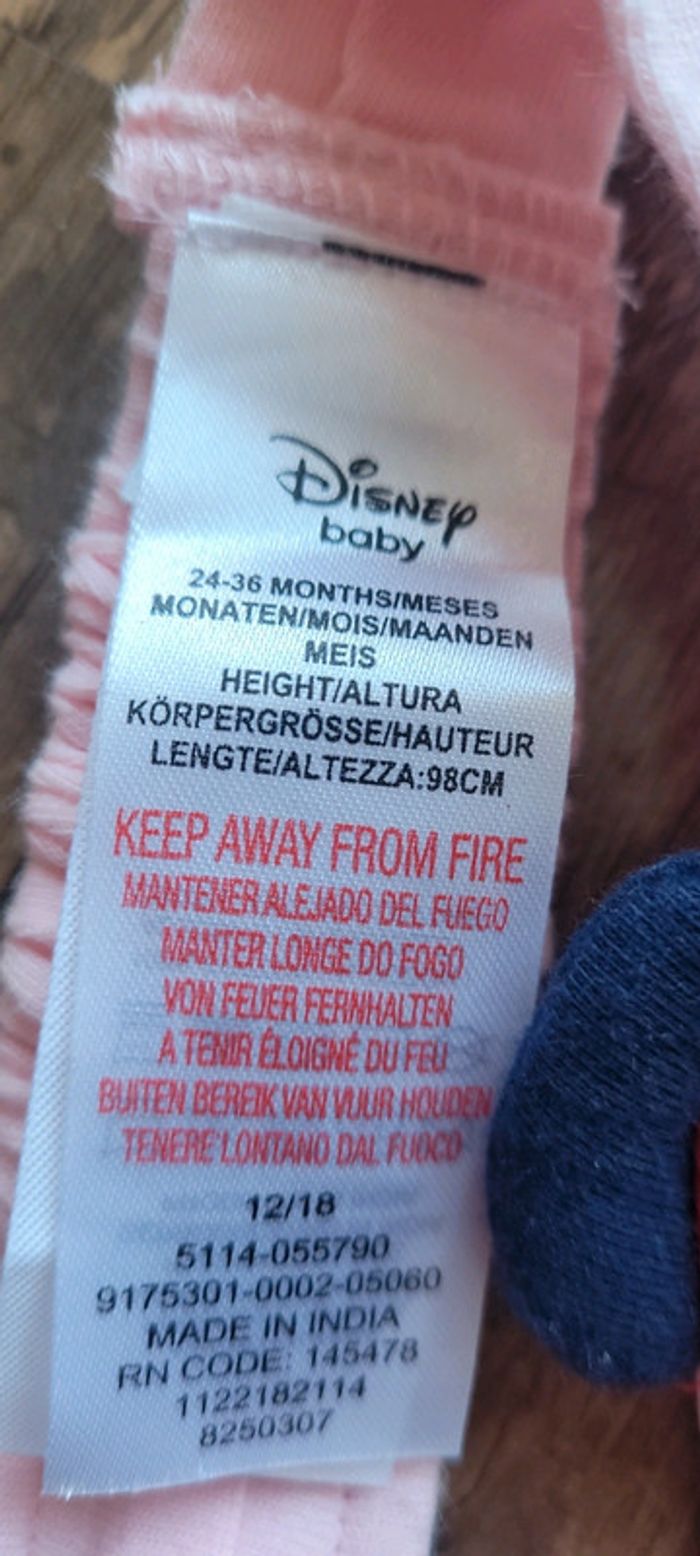 Disney
baby
24-36 MONTHS/MESES
MONATEN/MOIS/MAANDEN
MEIS
HEIGHT/ALTURA
KÖRPERGRÖSSE/HAUTEUR
LENGTE/ALTEZZA:98CM
KEEP AWAY FROM FIRE
MANTENER ALEJADO DEL FUEGO
MANTER LONGE DO FOGO
VON FEUER FERNHALTEN
A TENIR ÉLOIGNÉ DU FEU
BUITEN BEREIK VAN VUUR HOUDEN
TENERE LONTANO DAL FUOCO
12/18
5114-055790
9175301-0002-05060
MADE IN INDIA
RN CODE: 145478
1122182114
8250307